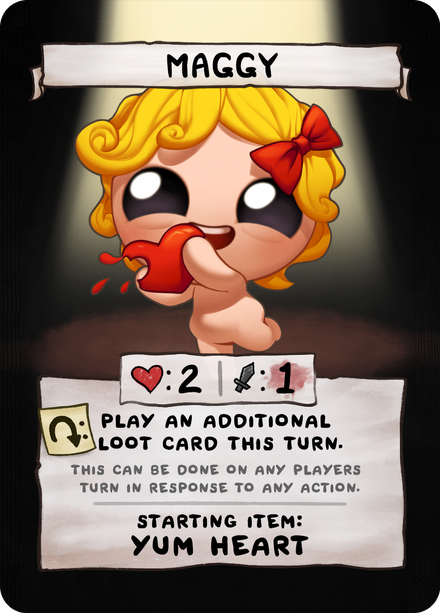 MAGGY
:2 | :1
: PLAY AN ADDITIONAL
LOOT CARD THIS TURN.
THIS CAN BE DONE ON ANY PLAYERS
TURN IN RESPONSE TO ANY ACTION.
STARTING ITEM:
YUM HEART